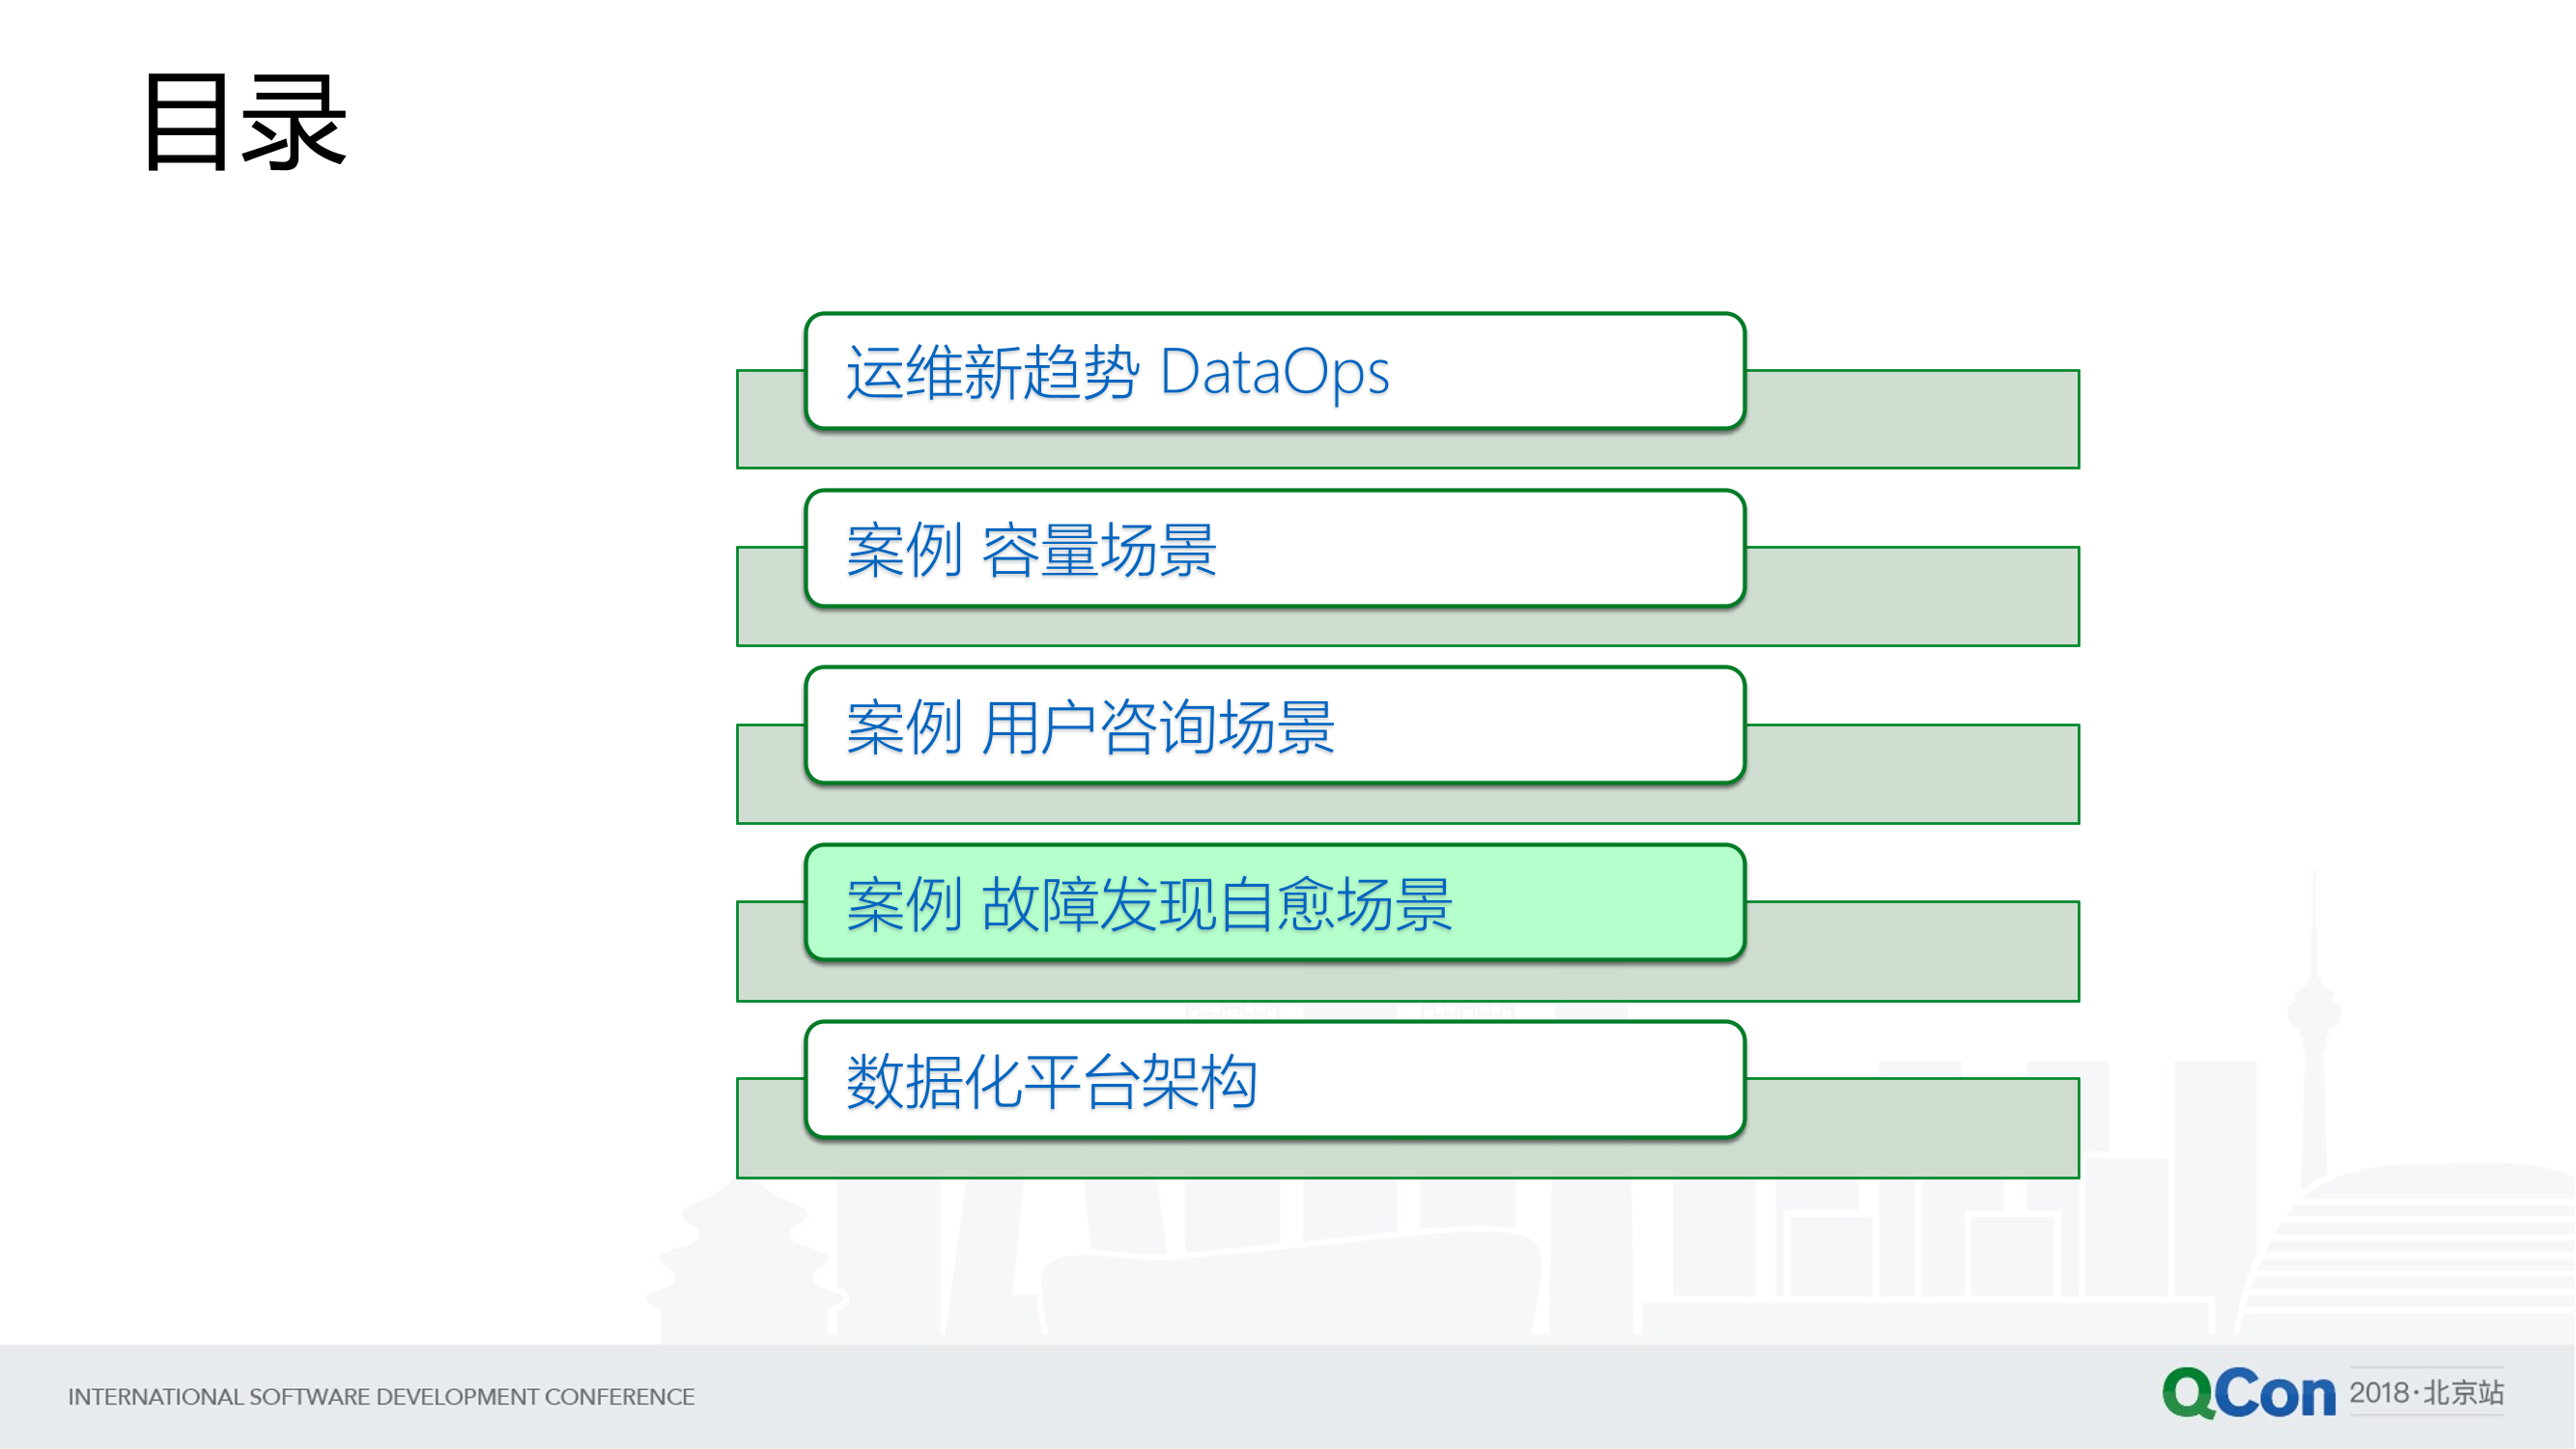 目录
运维新趋势 DataOps
案例 容量场景
案例 用户咨询场景
案例 故障发现自愈场景
数据化平台架构
INTERNATIONAL SOFTWARE DEVELOPMENT CONFERENCE
QCon 2018·北京站